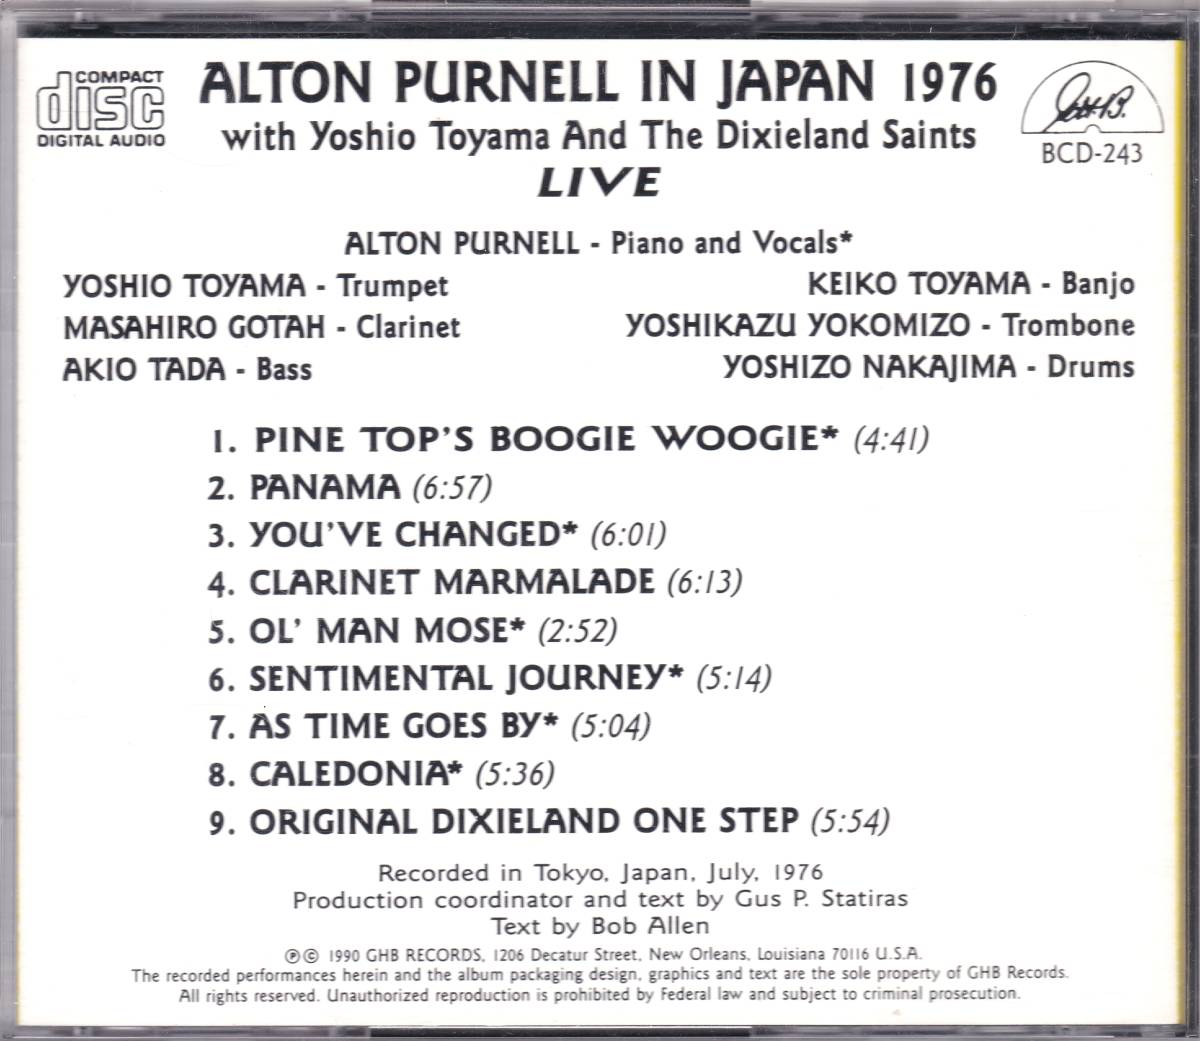 COMPACT
disc
DIGITAL AUDIO
ALTON PURNELL IN JAPAN 1976
with Yoshio Toyama And The Dixieland Saints
LIVE
BCD-243
ALTON PURNELL - Piano and Vocals*
YOSHIO TOYAMA - Trumpet
KEIKO TOYAMA - Banjo
MASAHIRO GOTAH - Clarinet
YOSHIKAZU YOKOMIZO - Trombone
AKIO TADA - Bass
YOSHIZO NAKAJIMA - Drums
1. PINE TOP'S BOOGIE WOOGIE* (4:41)
2. PANAMA (6:57)
3. YOU'VE CHANGED* (6:01)
4. CLARINET MARMALADE (6:13)
5. OL' MAN MOSE* (2:52)
6. SENTIMENTAL JOURNEY* (5:14)
7. AS TIME GOES BY* (5:04)
8. CALEDONIA* (5:36)
9. ORIGINAL DIXIELAND ONE STEP (5:54)
Recorded in Tokyo, Japan, July, 1976
Production coordinator and text by Gus P. Statiras
Text by Bob Allen
℗© 1990 GHB RECORDS, 1206 Decatur Street, New Orleans, Louisiana 70116 U.S.A.
The recorded performances herein and the album packaging design, graphics and text are the sole property of GHB Records.
All rights reserved. Unauthorized reproduction is prohibited by Federal law and subject to criminal prosecution.